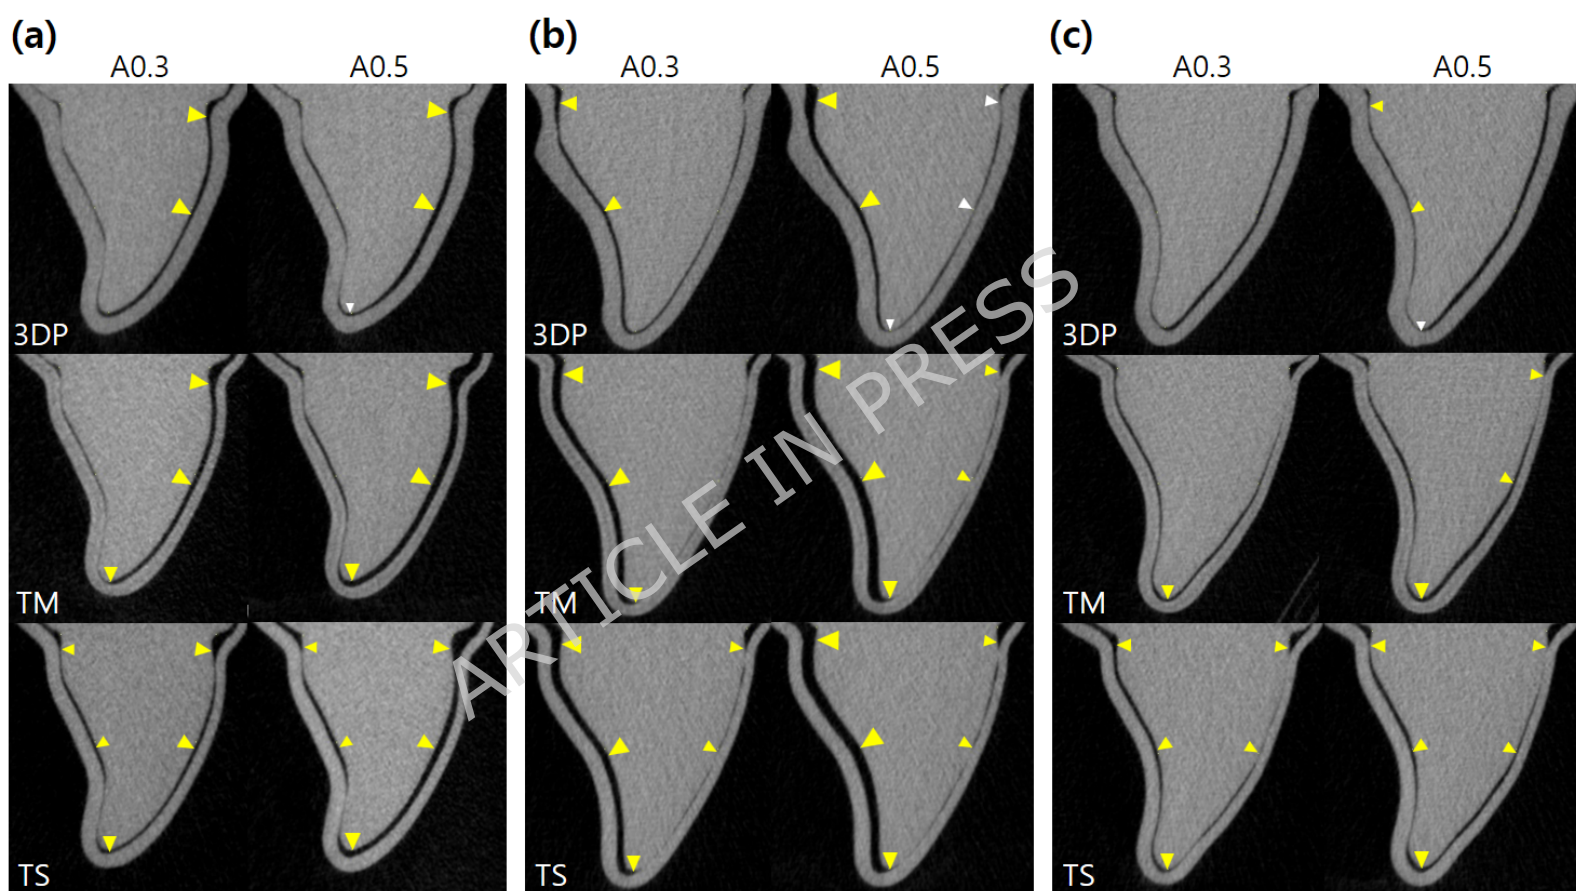 (a) (b) (c)
A0.3 A0.5 A0.3 A0.5 A0.3 A0.5
3DP 3DP 3DP
TM TM TM
TS TS TS
ARTICLE IN PRESS